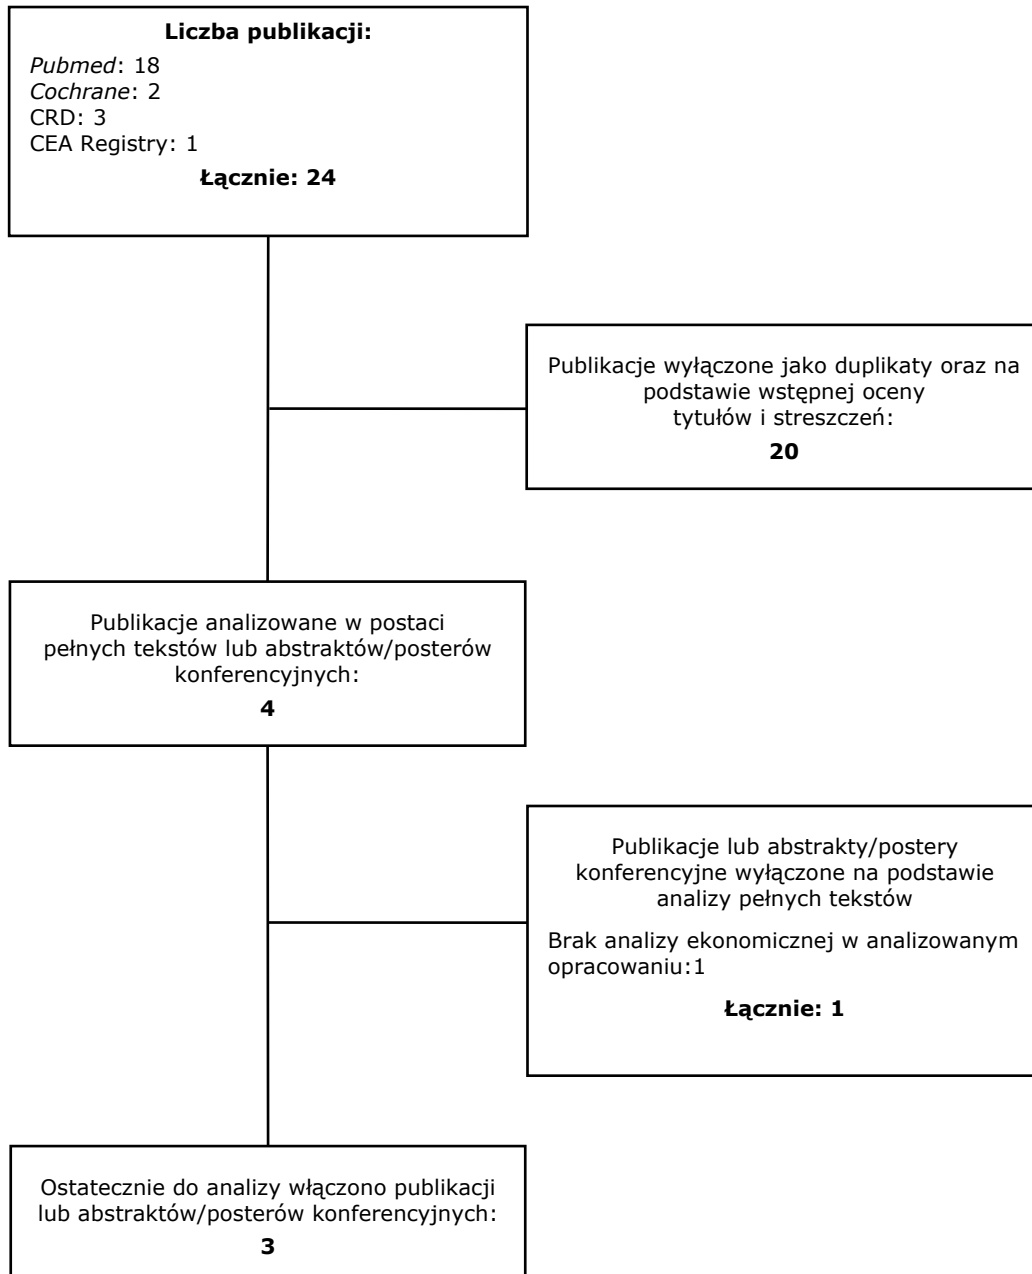 Liczba publikacji:
Pubmed: 18
Cochrane: 2
CRD: 3
CEA Registry: 1
Łącznie: 24
Publikacje wyłączone jako duplikaty oraz na
podstawie wstępnej oceny
tytułów i streszczeń:
20
Publikacje analizowane w postaci
pełnych tekstów lub abstraktów/posterów
konferencyjnych:
4
Publikacje lub abstrakty/postery
konferencyjne wyłączone na podstawie
analizy pełnych tekstów
Brak analizy ekonomicznej w analizowanym
opracowaniu:1
Łącznie: 1
Ostatecznie do analizy włączono publikacji
lub abstraktów/posterów konferencyjnych:
3